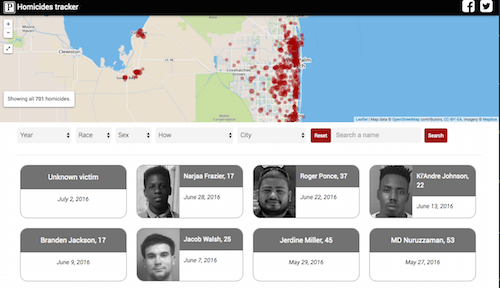 P Homicides tracker
+
-
Clewiston
Showing all 701 homicides.
Leaflet | Map data © OpenStreetMap contributors, CC-BY-SA, Imagery © Mapbox
Year Race Sex How City Reset Search a name Search
Unknown victim
July 2, 2016
Narjaa Frazier, 17
June 28, 2016
Roger Ponce, 37
June 22, 2016
Ki'Andre Johnson,
22
June 13, 2016
Branden Jackson, 17
June 9, 2016
Jacob Walsh, 25
June 7, 2016
Jerdine Miller, 45
May 29, 2016
MD Nuruzzaman, 53
May 27, 2016